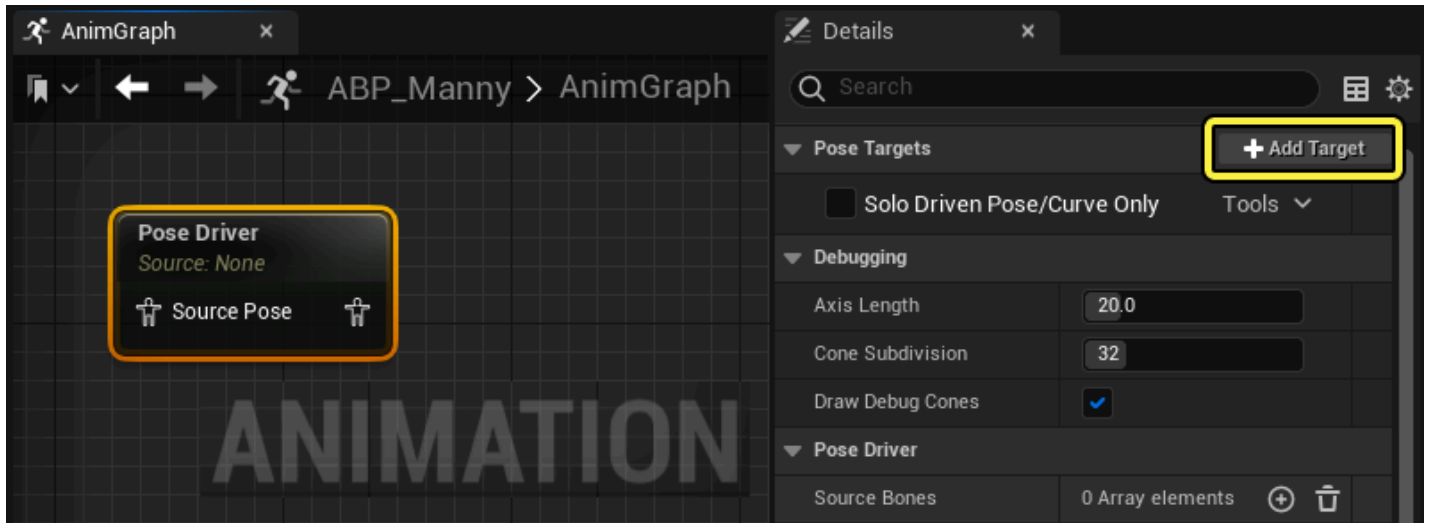 AnimGraph
ABP_Manny > AnimGraph
Pose Driver
Source: None
Source Pose
ANIMATION
Details
Search
Pose Targets
Add Target
Solo Driven Pose/Curve Only Tools
Debugging
Axis Length 20.0
Cone Subdivision 32
Draw Debug Cones
Pose Driver
Source Bones 0 Array elements